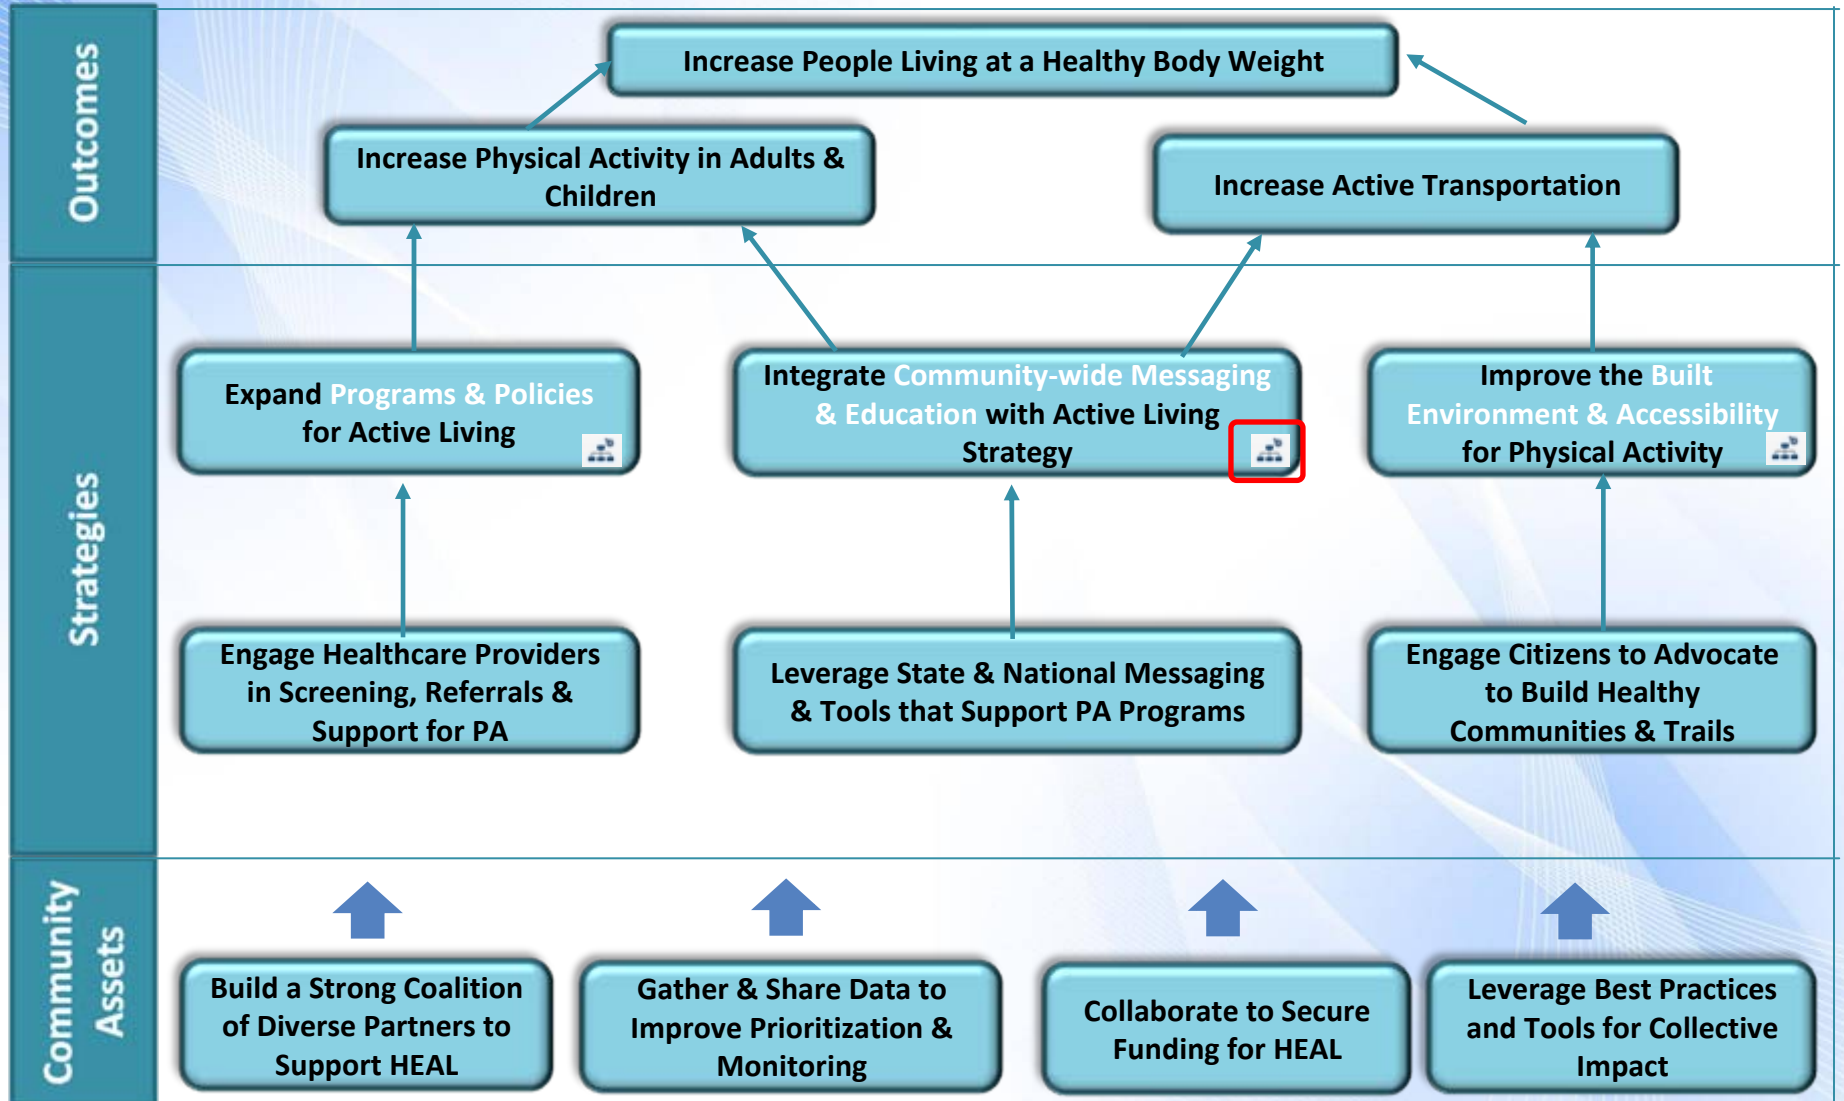 Outcomes
Increase People Living at a Healthy Body Weight
Increase Physical Activity in Adults &
Children
Increase Active Transportation
Strategies
Expand Programs & Policies
for Active Living
Integrate Community-wide Messaging
& Education with Active Living
Strategy
Improve the Built
Environment & Accessibility
for Physical Activity
Engage Healthcare Providers
in Screening, Referrals &
Support for PA
Leverage State & National Messaging
& Tools that Support PA Programs
Engage Citizens to Advocate
to Build Healthy
Communities & Trails
Community
Assets
Build a Strong Coalition
of Diverse Partners to
Support HEAL
Gather & Share Data to
Improve Prioritization &
Monitoring
Collaborate to Secure
Funding for HEAL
Leverage Best Practices
and Tools for Collective
Impact